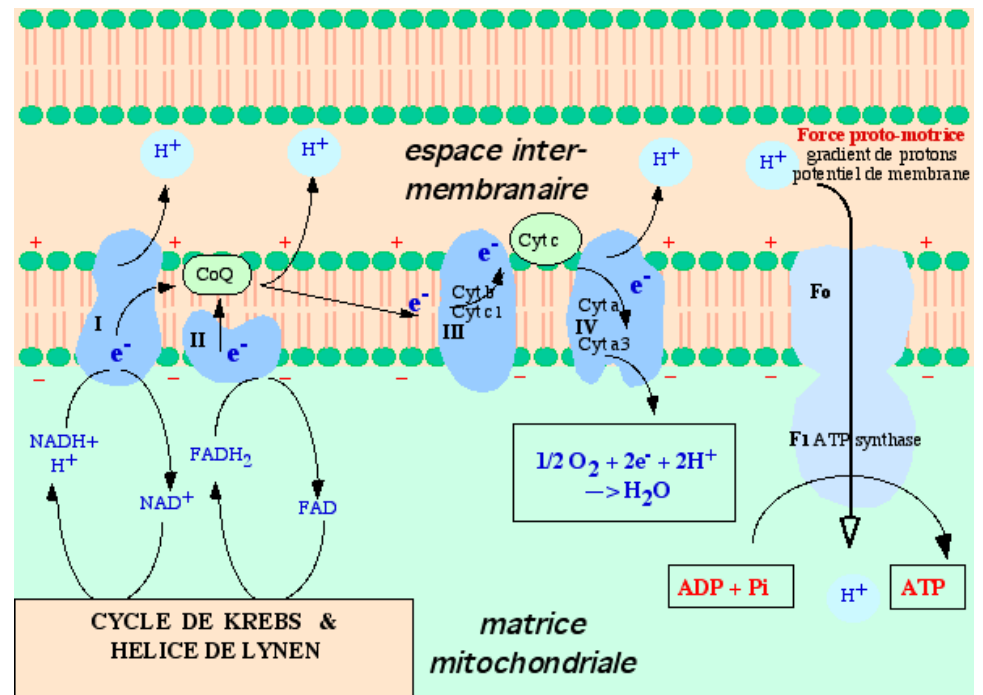 Force proto-motrice
gradient de protons
potentiel de membrane
H⁺
H⁺
espace inter-
membranaire
H⁺
H⁺
+
+
+
+
+
+
CoQ
Cyt c
e⁻
e⁻
e⁻
Cyt b
Cyt c1
III
Cyt a
IV
Cyt a3
F0
I
II
e⁻
e⁻
–
–
–
–
–
–
NADH+
H⁺
NAD⁺
FADH₂
FAD
1/2 O₂ + 2e⁻ + 2H⁺
—> H₂O
F1 ATP synthase
ADP + Pi
H⁺
ATP
CYCLE DE KREBS &
HELICE DE LYNEN
matrice
mitochondriale